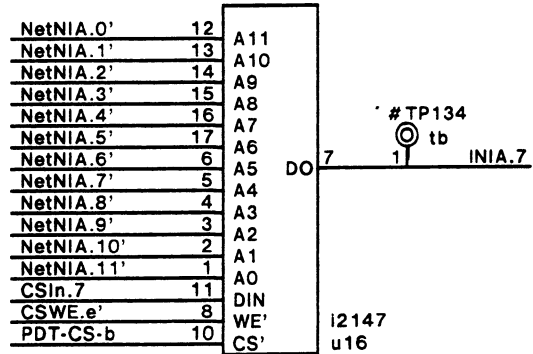 NetNIA.0' 12 A11
NetNIA.1' 13 A10
NetNIA.2' 14 A9
NetNIA.3' 15 A8
NetNIA.4' 16 A7
NetNIA.5' 17 A6
NetNIA.6' 6 A5
NetNIA.7' 5 A4
NetNIA.8' 4 A3
NetNIA.9' 3 A2
NetNIA.10' 2 A1
NetNIA.11' 1 A0
CSIn.7 11 DIN
CSWE.e' 8 WE'
PDT-CS-b 10 CS'
#TP134
tb
DO 7 1 INIA.7
i2147
u16